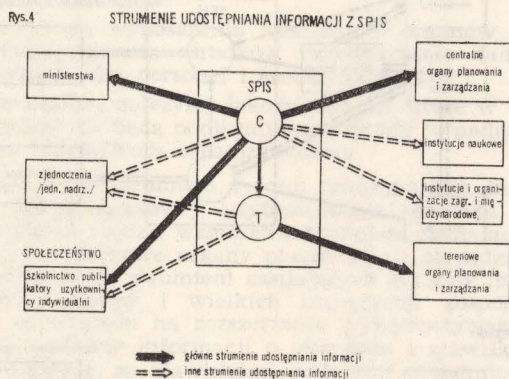 Rys.4
STRUMIENIE UDOSTĘPNIANIA INFORMACJI Z SPIS
ministerstwa
SPIS
centralne
organy planowania
i zarządzania
C
instytucje naukowe
zjednoczenia
/jedn. nadrz./
instytucje i organi-
zacje zagr. i mię-
dzynarodowe,
T
SPOŁECZEŃSTWO
szkolnictwo, publi-
katory użytkowni-
cy indywidualni
terenowe
organy planowania
i zarządzania
główne strumienie udostępniania informacji
inne strumienie udostępniania informacji